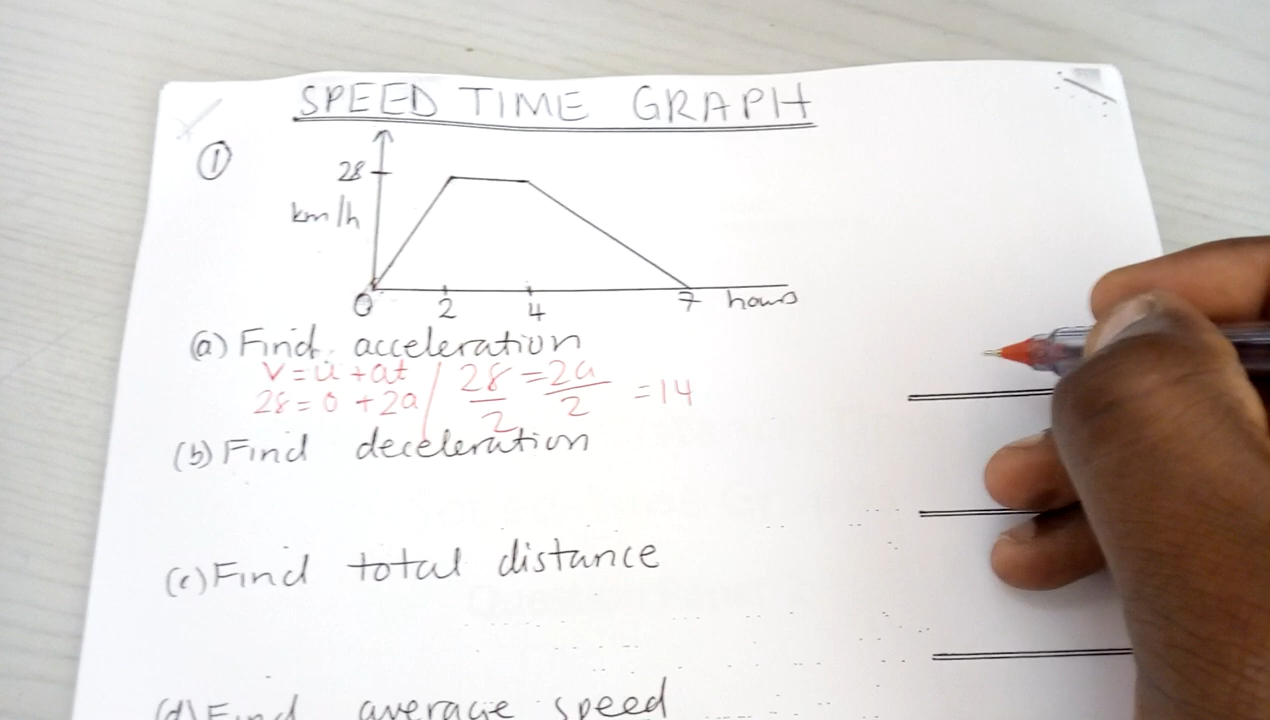 SPEED TIME GRAPH
①
28
km/h
0 2 4 7 hours
(a) Find acceleration
V = u + at
28 = 0 + 2a
28 = 2a
2 2
= 14
(b) Find deceleration
(c) Find total distance
(d) Find average speed